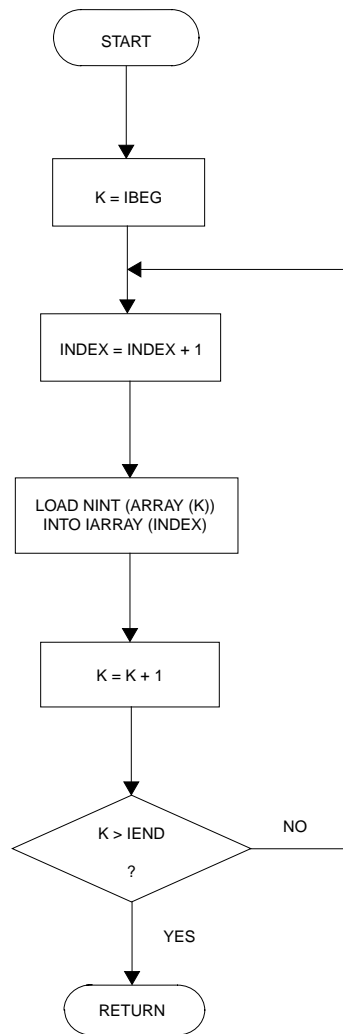 START
K = IBEG
INDEX = INDEX + 1
LOAD NINT (ARRAY (K))
INTO IARRAY (INDEX)
K = K + 1
K > IEND
?
NO
YES
RETURN